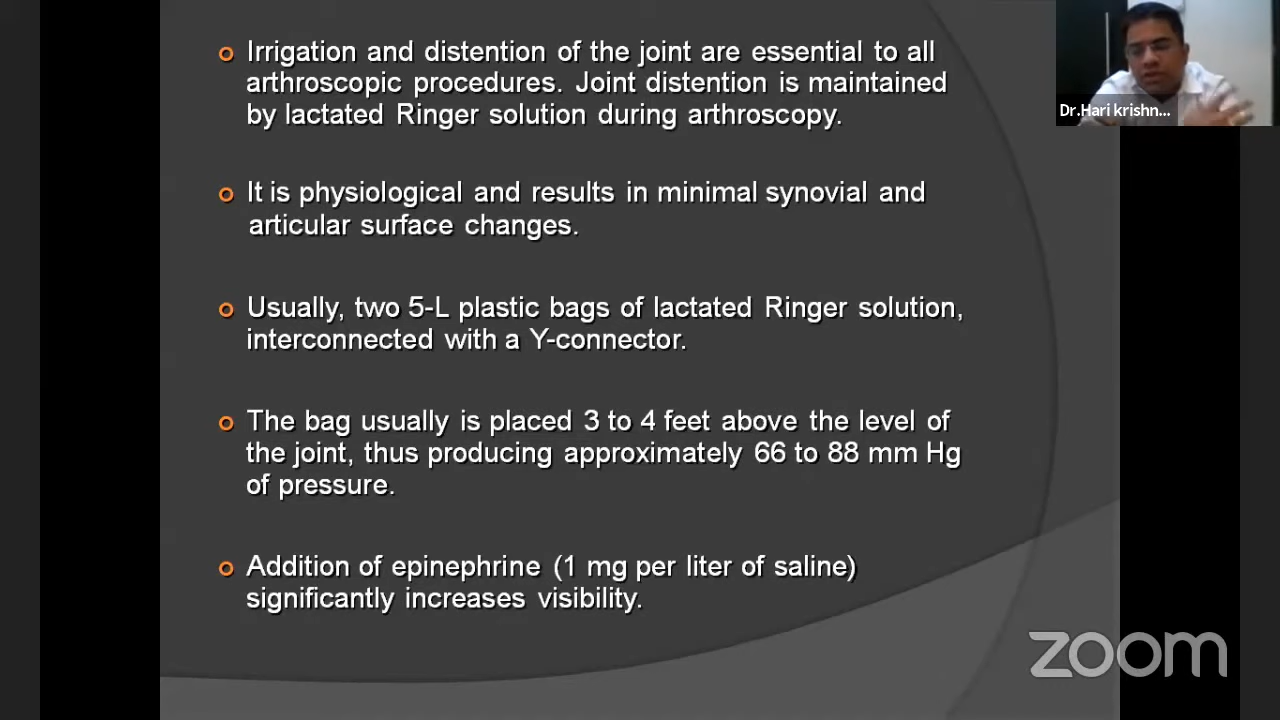 Irrigation and distention of the joint are essential to all
arthroscopic procedures. Joint distention is maintained
by lactated Ringer solution during arthroscopy.
It is physiological and results in minimal synovial and
articular surface changes.
Usually, two 5-L plastic bags of lactated Ringer solution,
interconnected with a Y-connector.
The bag usually is placed 3 to 4 feet above the level of
the joint, thus producing approximately 66 to 88 mm Hg
of pressure.
Addition of epinephrine (1 mg per liter of saline)
significantly increases visibility.
Dr.Hari krishn...
zoom